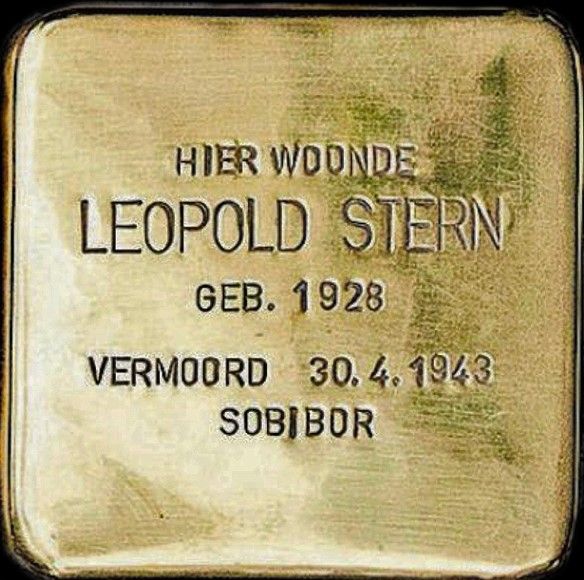 HIER WOONDE
LEOPOLD STERN
GEB. 1928
VERMOORD 30.4.1943
SOBIBOR